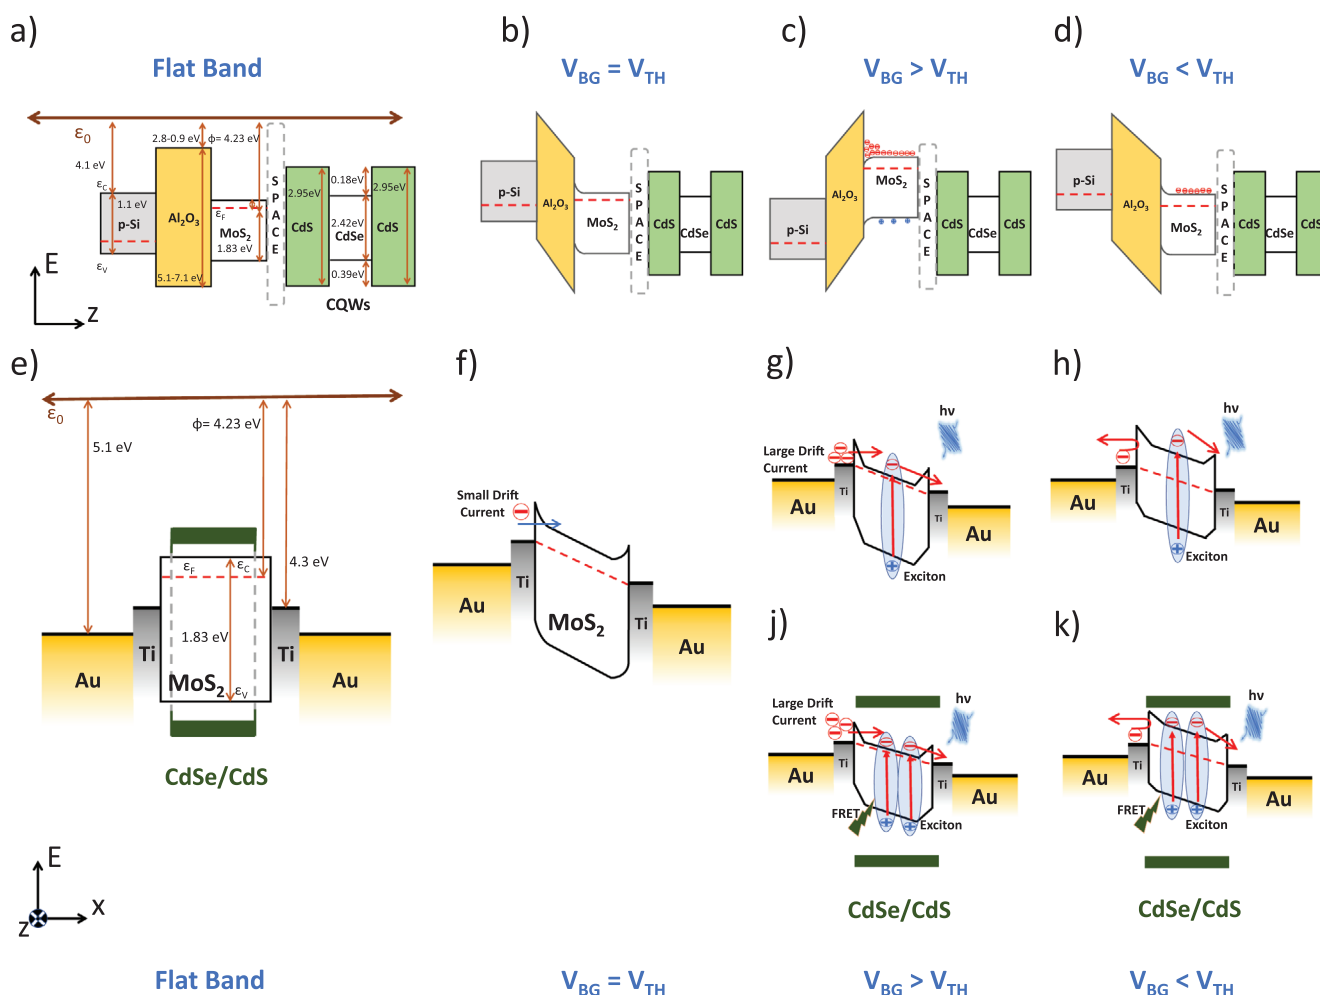 a)
Flat Band
ε0
4.1 eV
εC
1.1 eV
p-Si
εV
2.8-0.9 eV
Al2O3
5.1-7.1 eV
ϕ= 4.23 eV
εF
MoS2
1.83 eV
SPACE
2.95eV
CdS
0.18eV
2.42eV
CdSe
0.39eV
2.95eV
CdS
CQWs
E
z
b)
VBG = VTH
p-Si
Al2O3
MoS2
SPACE
CdS
CdSe
CdS
c)
VBG > VTH
p-Si
Al2O3
MoS2
SPACE
CdS
CdSe
CdS
d)
VBG < VTH
p-Si
Al2O3
MoS2
SPACE
CdS
CdSe
CdS
e)
ε0
5.1 eV
ϕ= 4.23 eV
4.3 eV
εF
εC
1.83 eV
εV
Au
Ti
MoS2
Ti
Au
CdSe/CdS
E
x
z
Flat Band
f)
Small Drift
Current
Au
Ti
MoS2
Ti
Au
VBG = VTH
g)
hν
Large Drift
Current
Au
Ti
Ti
Au
Exciton
h)
hν
Au
Ti
Ti
Au
Exciton
j)
hν
Large Drift
Current
Au
Ti
Ti
Au
FRET
Exciton
CdSe/CdS
VBG > VTH
k)
hν
Au
Ti
Ti
Au
FRET
Exciton
CdSe/CdS
VBG < VTH